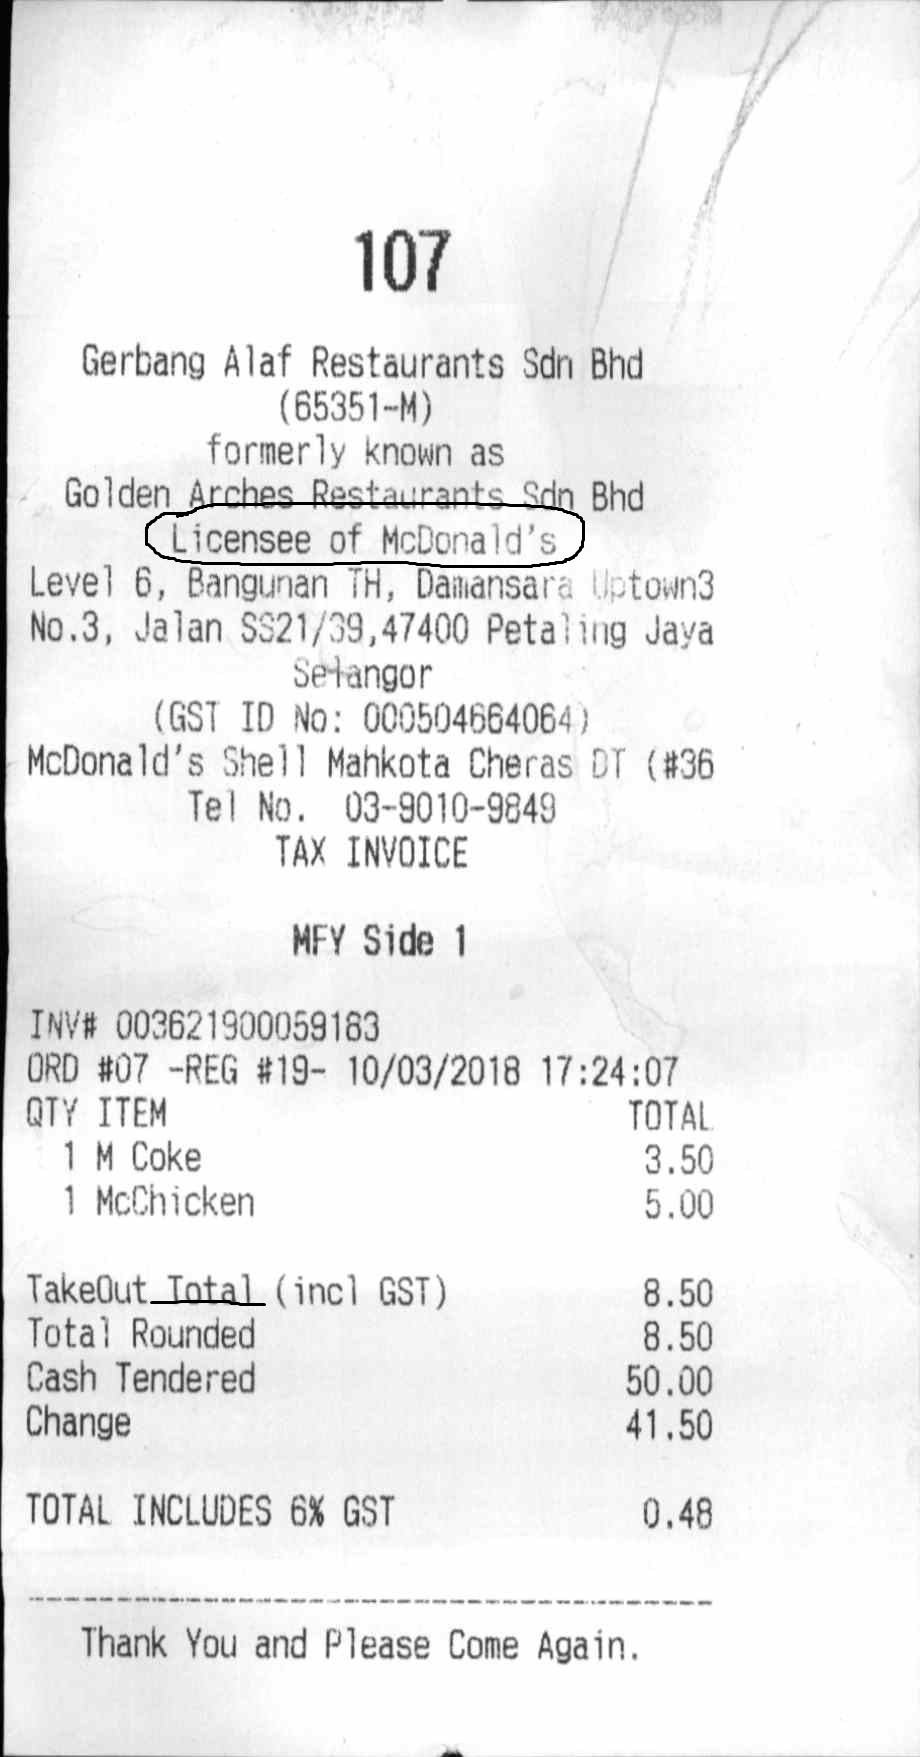 107
Gerbang Alaf Restaurants Sdn Bhd
(65351-M)
formerly known as
Golden Arches Restaurants Sdn Bhd
Licensee of McDonald's
Level 6, Bangunan TH, Damansara Uptown3
No.3, Jalan SS21/39,47400 Petaling Jaya
Selangor
(GST ID No: 000504664064)
McDonald's Shell Mahkota Cheras DT (#36
Tel No. 03-9010-9849
TAX INVOICE
MFY Side 1
INV# 003621900059183
ORD #07 -REG #19- 10/03/2018 17:24:07
QTY ITEM TOTAL
1 M Coke 3.50
1 McChicken 5.00
TakeOut Total (incl GST) 8.50
Total Rounded 8.50
Cash Tendered 50.00
Change 41.50
TOTAL INCLUDES 6% GST 0.48
Thank You and Please Come Again.